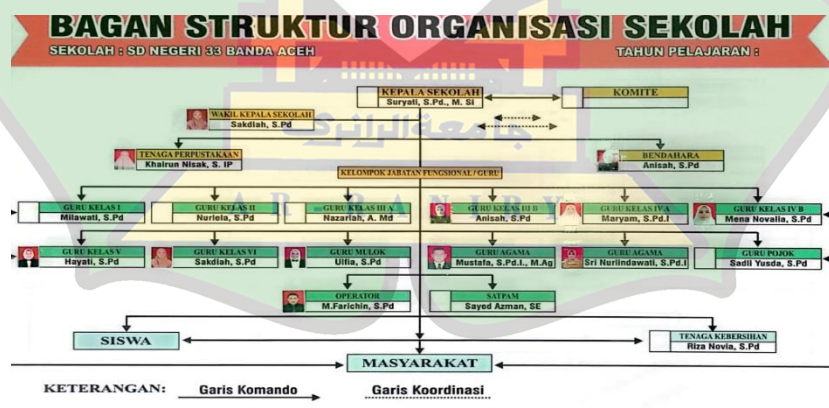 BAGAN STRUKTUR ORGANISASI SEKOLAH
SEKOLAH : SD NEGERI 33 BANDA ACEH
TAHUN PELAJARAN :
KEPALA SEKOLAH
Suryati, S.Pd., M. Si
KOMITE
WAKIL KEPALA SEKOLAH
Sakdiah, S.Pd
جامعة الرانري
TENAGA PERPUSTAKAAN
Khairun Nisak, S. IP
BENDAHARA
Anisah, S.Pd
KELOMPOK JABATAN FUNGSIONAL / GURU
AR-RANIRY
GURU KELAS I
Milawati, S.Pd
GURU KELAS II
Nurlela, S.Pd
GURU KELAS III A
Nazariah, A. Md
GURU KELAS III B
Anisah, S.Pd
GURU KELAS IVA
Maryam, S.Pd.I
GURU KELAS IV B
Mena Novalia, S.Pd
GURU KELAS V
Hayati, S.Pd
GURU KELAS VI
Sakdiah, S.Pd
GURU MULOK
Ulfia, S.Pd
GURU AGAMA
Mustafa, S.Pd.I., M.Ag
GURU AGAMA
Sri Nurlindawati, S.Pd.I
GURU POJOK
Sadli Yusda, S.Pd
OPERATOR
M.Farichin, S.Pd
SATPAM
Sayed Azman, SE
SISWA
TENAGA KEBERSIHAN
Riza Novia, S.Pd
MASYARAKAT
KETERANGAN:
Garis Komando
Garis Koordinasi